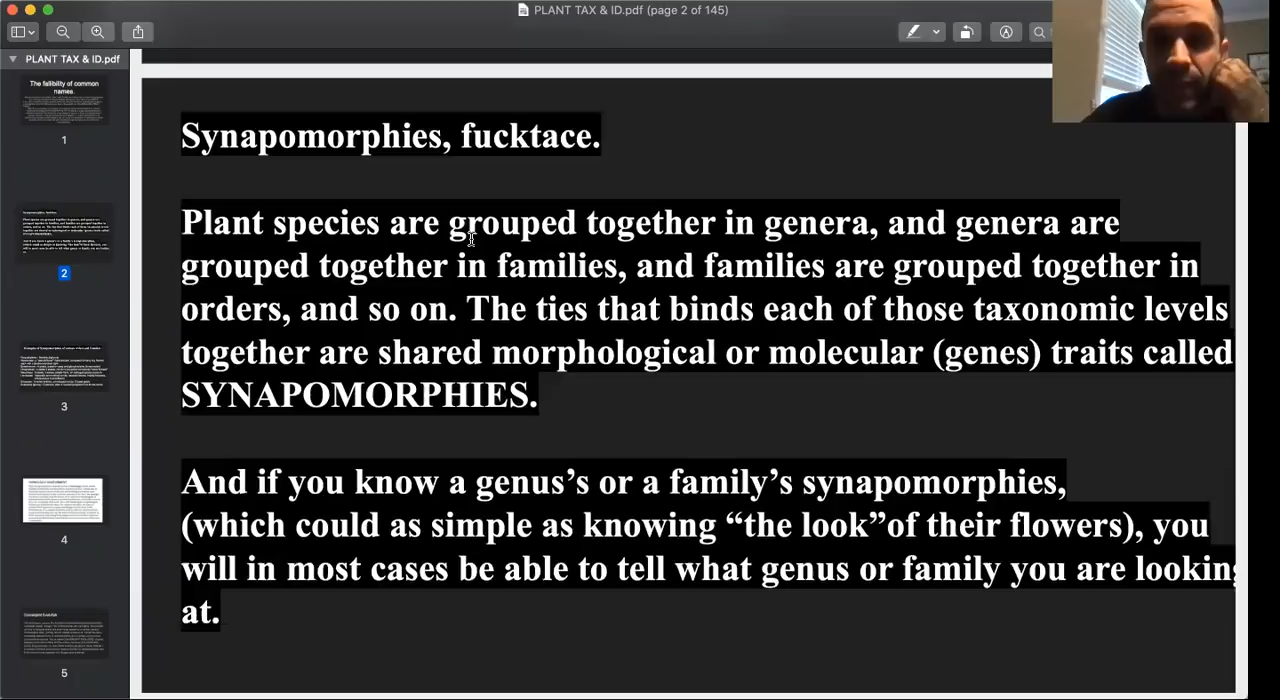 PLANT TAX & ID.pdf (page 2 of 145)
PLANT TAX & ID.pdf
The fallibility of common
names.
1
2
3
4
5
Synapomorphies, fucktace.
Plant species are grouped together in genera, and genera are
grouped together in families, and families are grouped together in
orders, and so on. The ties that binds each of those taxonomic levels
together are shared morphological or molecular (genes) traits called
SYNAPOMORPHIES.
And if you know a genus’s or a family’s synapomorphies,
(which could as simple as knowing “the look”of their flowers), you
will in most cases be able to tell what genus or family you are looking
at.